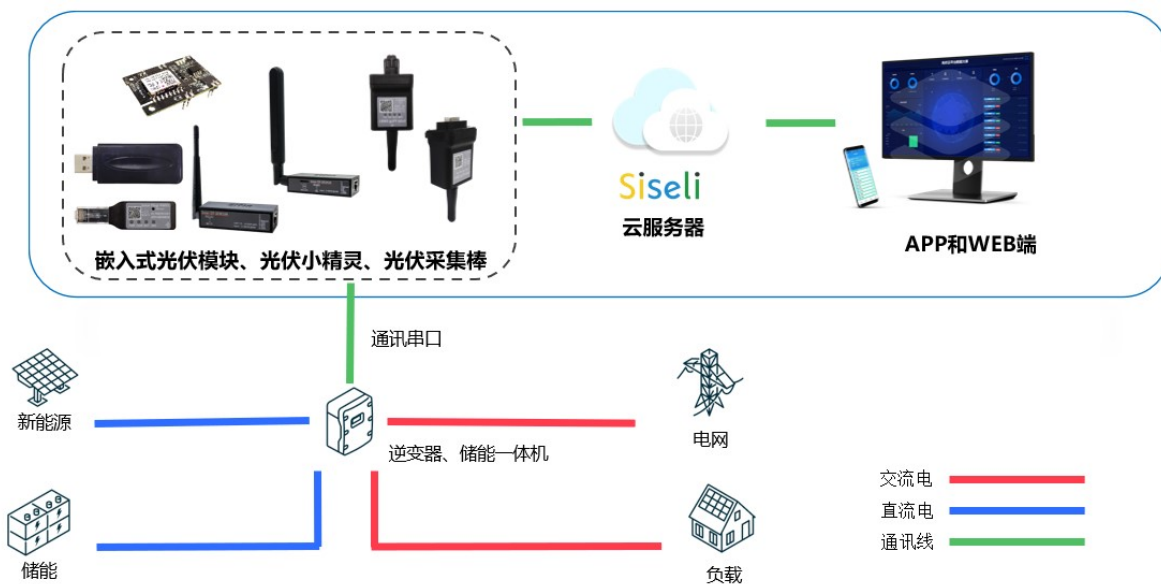 Siseli
云服务器
APP和WEB端
嵌入式光伏模块、光伏小精灵、光伏采集棒
通讯串口
新能源
逆变器、储能一体机
电网
储能
负载
交流电
直流电
通讯线